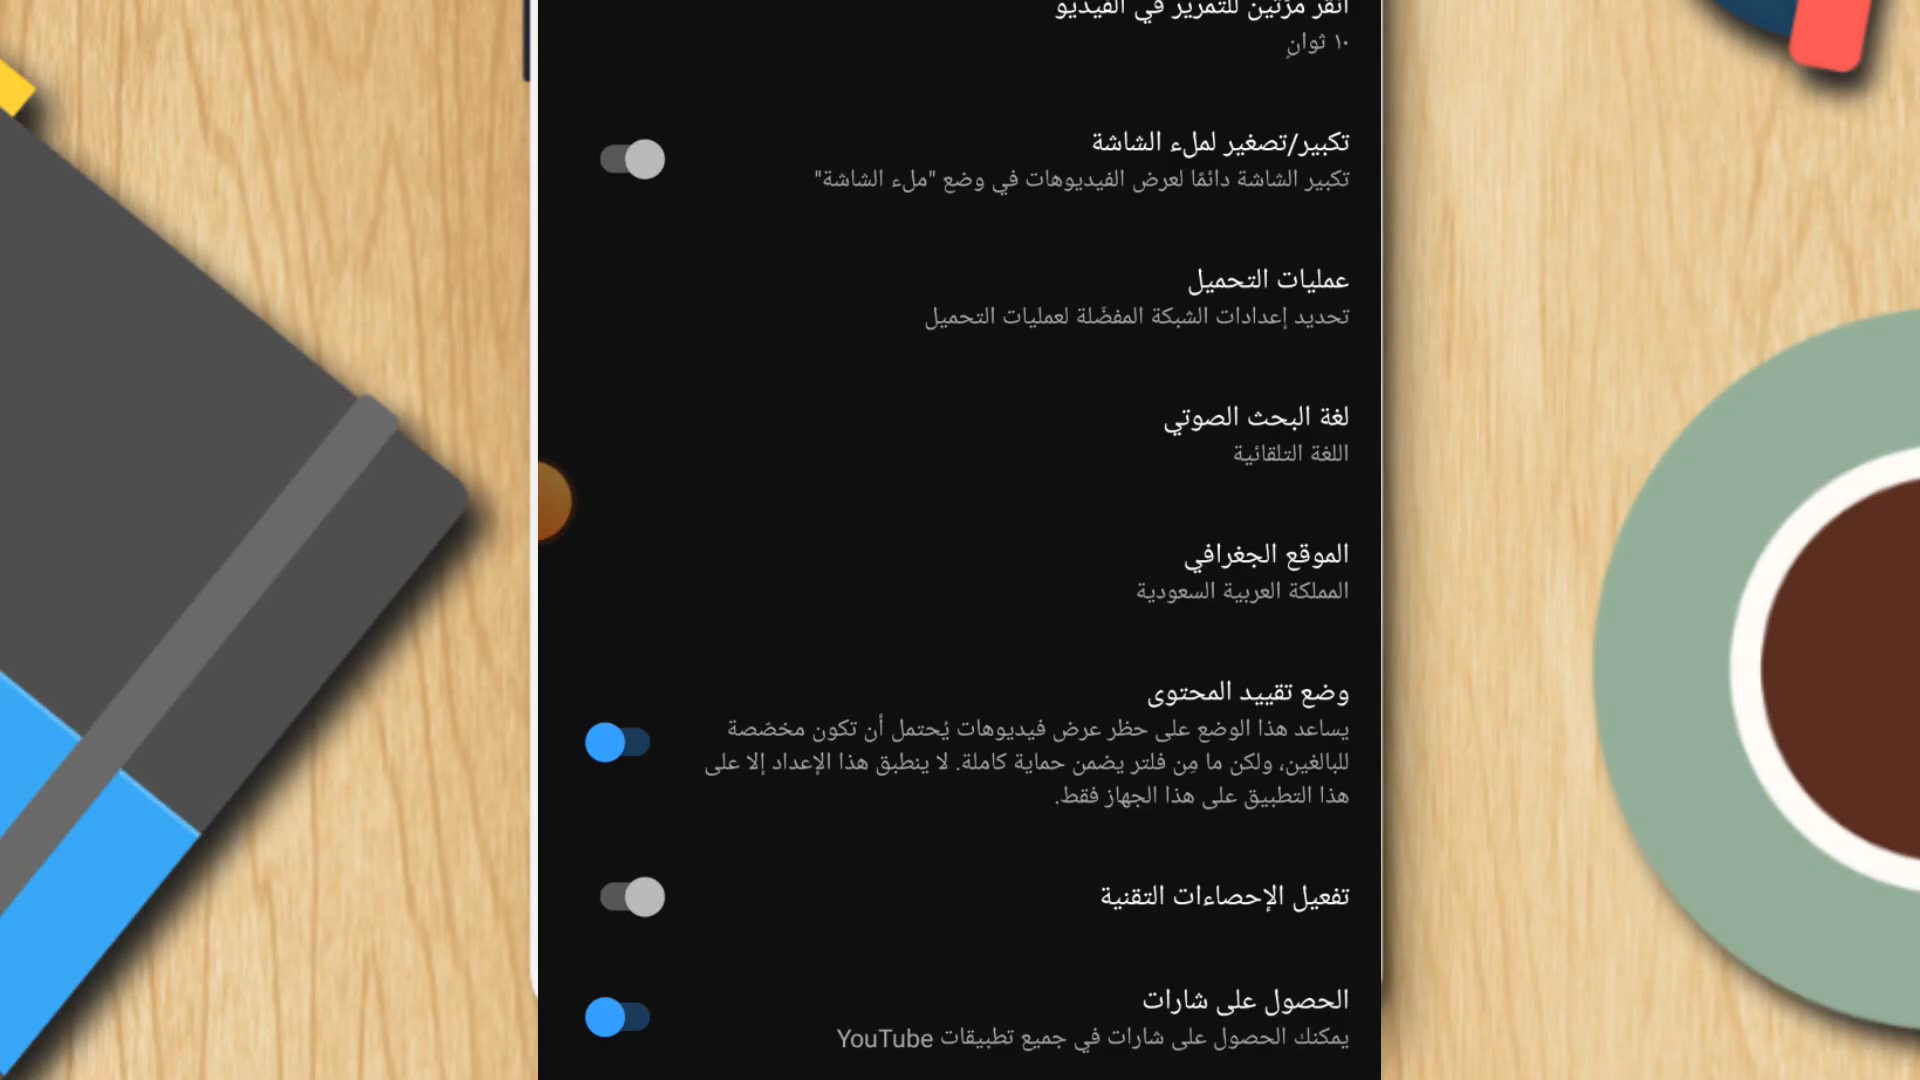 انقر مرّتين للتمرير في الفيديو
١٠ ثوانٍ
تكبير/تصغير لملء الشاشة
تكبير الشاشة دائمًا لعرض الفيديوهات في وضع "ملء الشاشة"
عمليات التحميل
تحديد إعدادات الشبكة المفضّلة لعمليات التحميل
لغة البحث الصوتي
اللغة التلقائية
الموقع الجغرافي
المملكة العربية السعودية
وضع تقييد المحتوى
يساعد هذا الوضع على حظر عرض فيديوهات يُحتمل أن تكون مخصّصة
للبالغين، ولكن ما مِن فلتر يضمن حماية كاملة. لا ينطبق هذا الإعداد إلا على
هذا التطبيق على هذا الجهاز فقط.
تفعيل الإحصاءات التقنية
الحصول على شارات
يمكنك الحصول على شارات في جميع تطبيقات YouTube